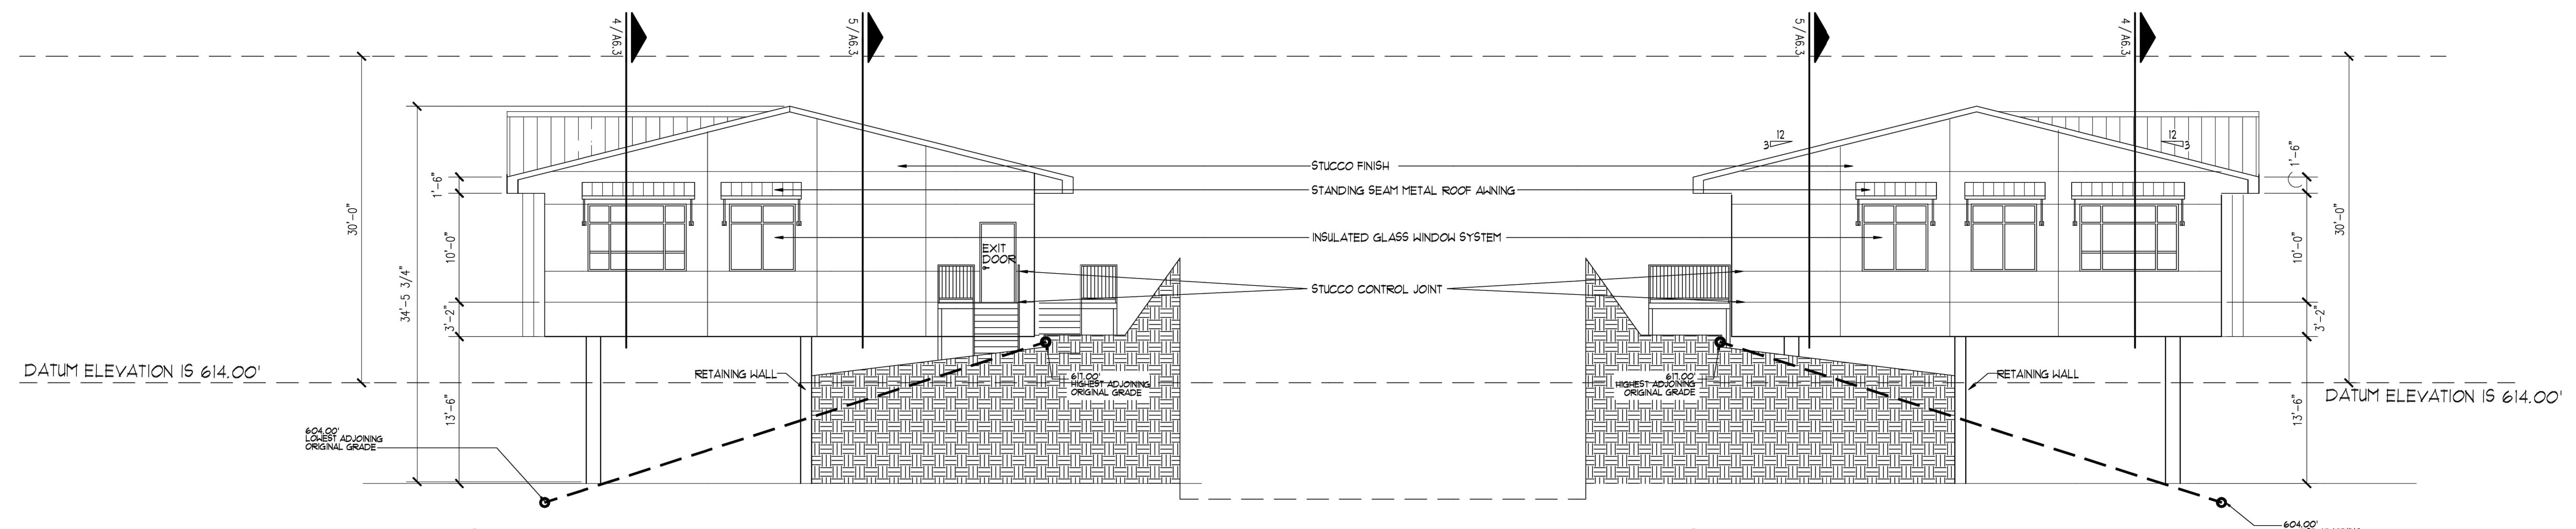 4 / A6.3
5 / A6.3
5 / A6.3
4 / A6.3
30'-0"
34'-5 3/4"
1'-6"
10'-0"
3'-2"
13'-6"
DATUM ELEVATION IS 614.00'
604.00'
LOWEST ADJOINING
ORIGINAL GRADE
EXIT
DOOR
RETAINING WALL
617.00'
HIGHEST ADJOINING
ORIGINAL GRADE
STUCCO FINISH
STANDING SEAM METAL ROOF AWNING
INSULATED GLASS WINDOW SYSTEM
STUCCO CONTROL JOINT
12
3
12
3
617.00'
HIGHEST ADJOINING
ORIGINAL GRADE
RETAINING WALL
1'-6"
10'-0"
3'-2"
13'-6"
30'-0"
DATUM ELEVATION IS 614.00'
604.00'